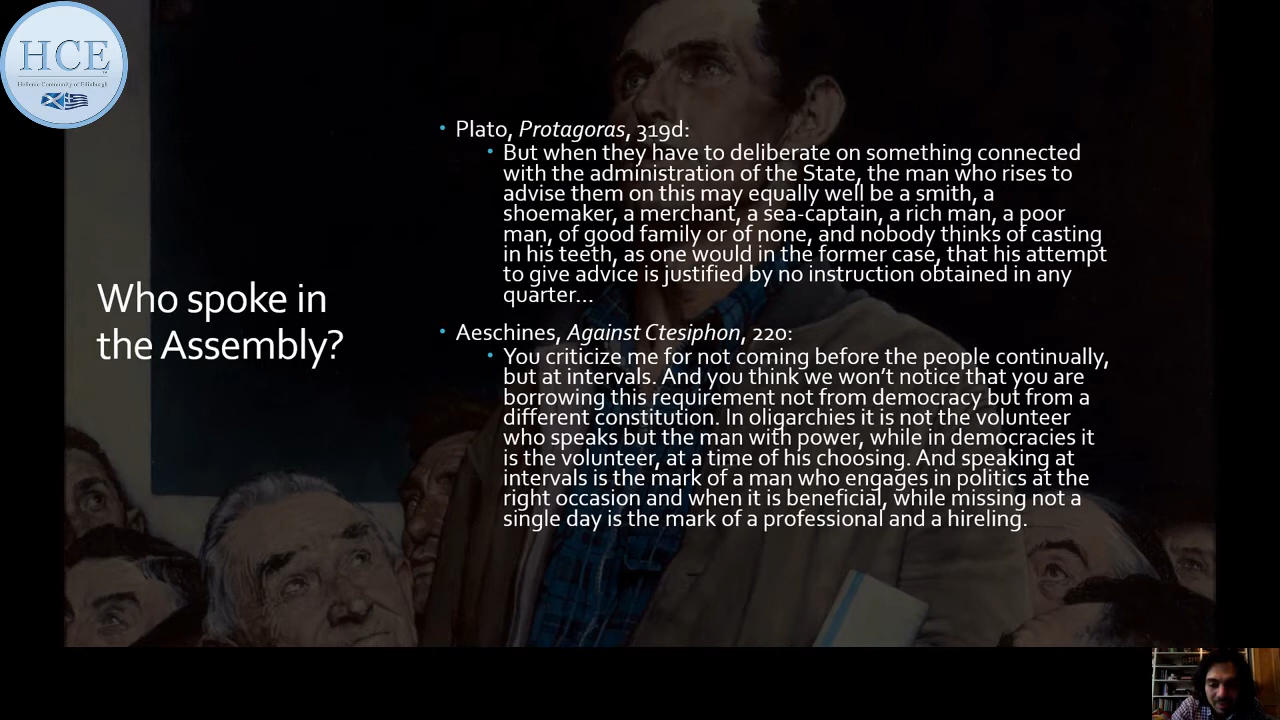 HCE
Hellenic Community of Edinburgh
Who spoke in
the Assembly?
• Plato, Protagoras, 319d:
• But when they have to deliberate on something connected
with the administration of the State, the man who rises to
advise them on this may equally well be a smith, a
shoemaker, a merchant, a sea-captain, a rich man, a poor
man, of good family or of none, and nobody thinks of casting
in his teeth, as one would in the former case, that his attempt
to give advice is justified by no instruction obtained in any
quarter...
• Aeschines, Against Ctesiphon, 220:
• You criticize me for not coming before the people continually,
but at intervals. And you think we won’t notice that you are
borrowing this requirement not from democracy but from a
different constitution. In oligarchies it is not the volunteer
who speaks but the man with power, while in democracies it
is the volunteer, at a time of his choosing. And speaking at
intervals is the mark of a man who engages in politics at the
right occasion and when it is beneficial, while missing not a
single day is the mark of a professional and a hireling.